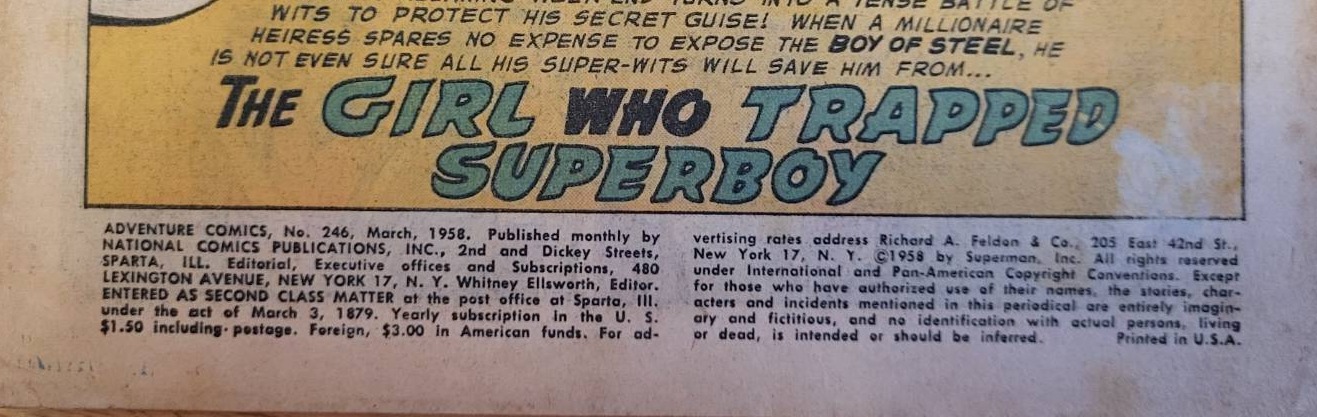 TURNS INTO A TENSE BATTLE OF
WITS TO PROTECT HIS SECRET GUISE! WHEN A MILLIONAIRE
HEIRESS SPARES NO EXPENSE TO EXPOSE THE BOY OF STEEL, HE
IS NOT EVEN SURE ALL HIS SUPER-WITS WILL SAVE HIM FROM...
THE GIRL WHO TRAPPED
SUPERBOY
ADVENTURE COMICS, No. 246, March, 1958. Published monthly by
NATIONAL COMICS PUBLICATIONS, INC., 2nd and Dickey Streets,
SPARTA, ILL. Editorial, Executive offices and Subscriptions, 480
LEXINGTON AVENUE, NEW YORK 17, N. Y. Whitney Ellsworth, Editor.
ENTERED AS SECOND CLASS MATTER at the post office at Sparta, Ill.
under the act of March 3, 1879. Yearly subscription in the U. S.
$1.50 including postage. Foreign, $3.00 in American funds. For ad-
vertising rates address Richard A. Feldon & Co., 205 East 42nd St.,
New York 17, N. Y. ©1958 by Superman, Inc. All rights reserved
under International and Pan-American Copyright Conventions. Except
for those who have authorized use of their names, the stories, char-
acters and incidents mentioned in this periodical are entirely imagin-
ary and fictitious, and no identification with actual persons, living
or dead, is intended or should be inferred. Printed in U.S.A.